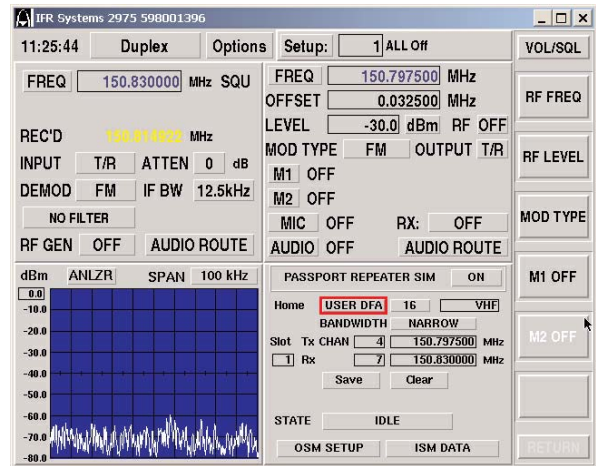 IFR Systems 2975 598001396
11:25:44 Duplex Options Setup: 1 ALL Off VOL/SQL
FREQ 150.830000 MHz SQU
REC'D 150.814922 MHz
INPUT T/R ATTEN 0 dB
DEMOD FM IF BW 12.5kHz
NO FILTER
RF GEN OFF AUDIO ROUTE
FREQ 150.797500 MHz
OFFSET 0.032500 MHz
LEVEL -30.0 dBm RF OFF
MOD TYPE FM OUTPUT T/R
M1 OFF
M2 OFF
MIC OFF RX: OFF
AUDIO OFF AUDIO ROUTE
dBm ANLZR SPAN 100 kHz
0.0
-10.0
-20.0
-30.0
-40.0
-50.0
-60.0
-70.0
-80.0
PASSPORT REPEATER SIM ON
Home USER DFA 16 VHF
BANDWIDTH NARROW
Slot Tx CHAN 4 150.797500 MHz
1 Rx 7 150.830000 MHz
Save Clear
STATE IDLE
OSM SETUP ISM DATA
RF FREQ
RF LEVEL
MOD TYPE
M1 OFF
M2 OFF
RETURN